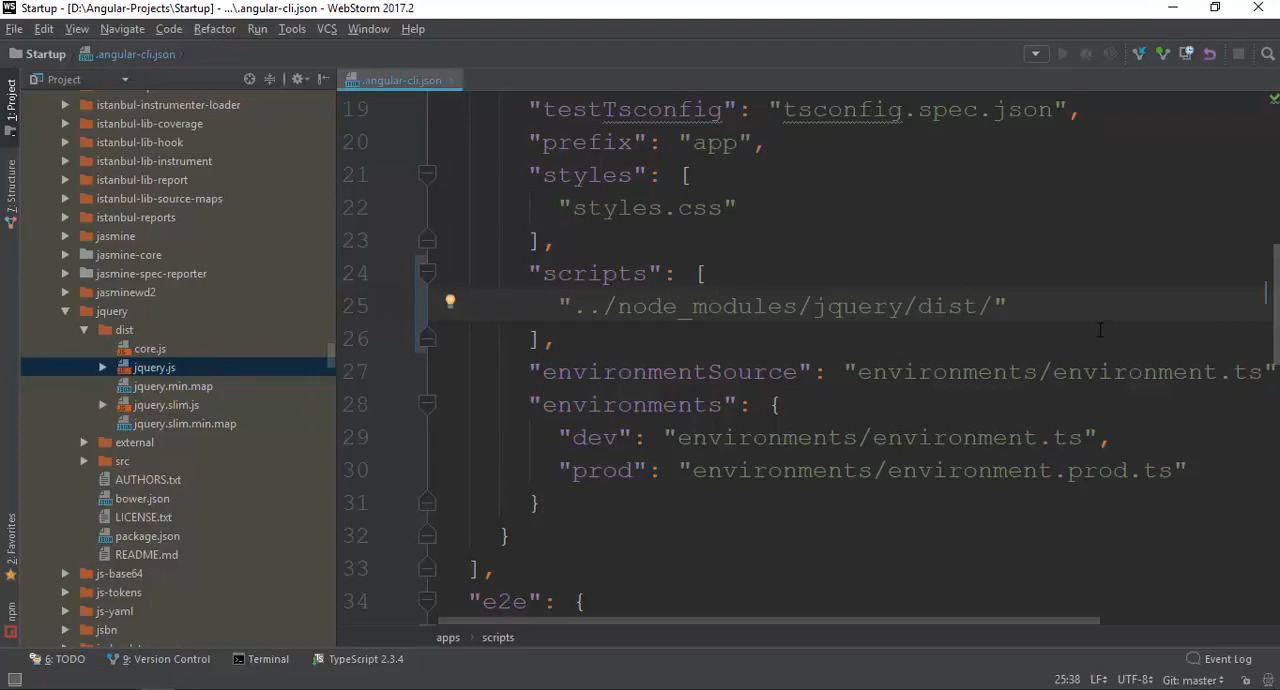 WS Startup - [D:\Angular-Projects\Startup] - ...\.angular-cli.json] - WebStorm 2017.2
File Edit View Navigate Code Refactor Run Tools VCS Window Help
Startup .angular-cli.json
1: Project
7: Structure
2: Favorites
npm
Project
istanbul-instrumenter-loader
istanbul-lib-coverage
istanbul-lib-hook
istanbul-lib-instrument
istanbul-lib-report
istanbul-lib-source-maps
istanbul-reports
jasmine
jasmine-core
jasmine-spec-reporter
jasminewd2
jquery
dist
core.js
jquery.js
jquery.min.map
jquery.slim.js
jquery.slim.min.map
external
src
AUTHORS.txt
bower.json
LICENSE.txt
package.json
README.md
js-base64
js-tokens
js-yaml
jsbn
.angular-cli.json
19 "testTsconfig": "tsconfig.spec.json",
20 "prefix": "app",
21 "styles": [
22 "styles.css"
23 ],
24 "scripts": [
25 "../node_modules/jquery/dist/"
26 ],
27 "environmentSource": "environments/environment.ts"
28 "environments": {
29 "dev": "environments/environment.ts",
30 "prod": "environments/environment.prod.ts"
31 }
32 }
33 ],
34 "e2e": {
apps scripts
6: TODO 9: Version Control Terminal TypeScript 2.3.4 Event Log
25:38 LF UTF-8 Git: master